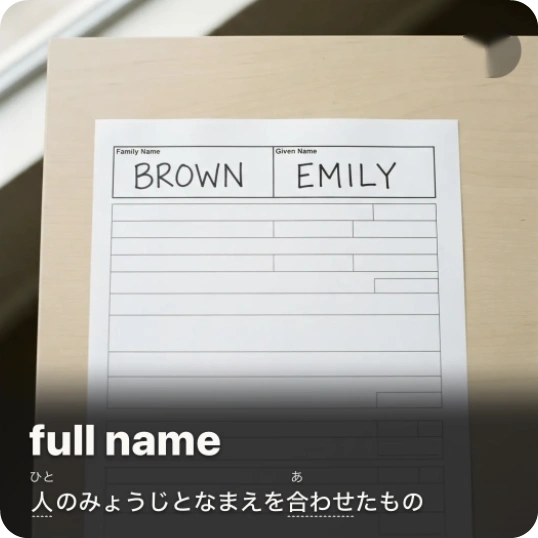 Family Name
Given Name
BROWN
EMILY
full name
ひと
あ
人のみょうじとなまえを合わせたもの